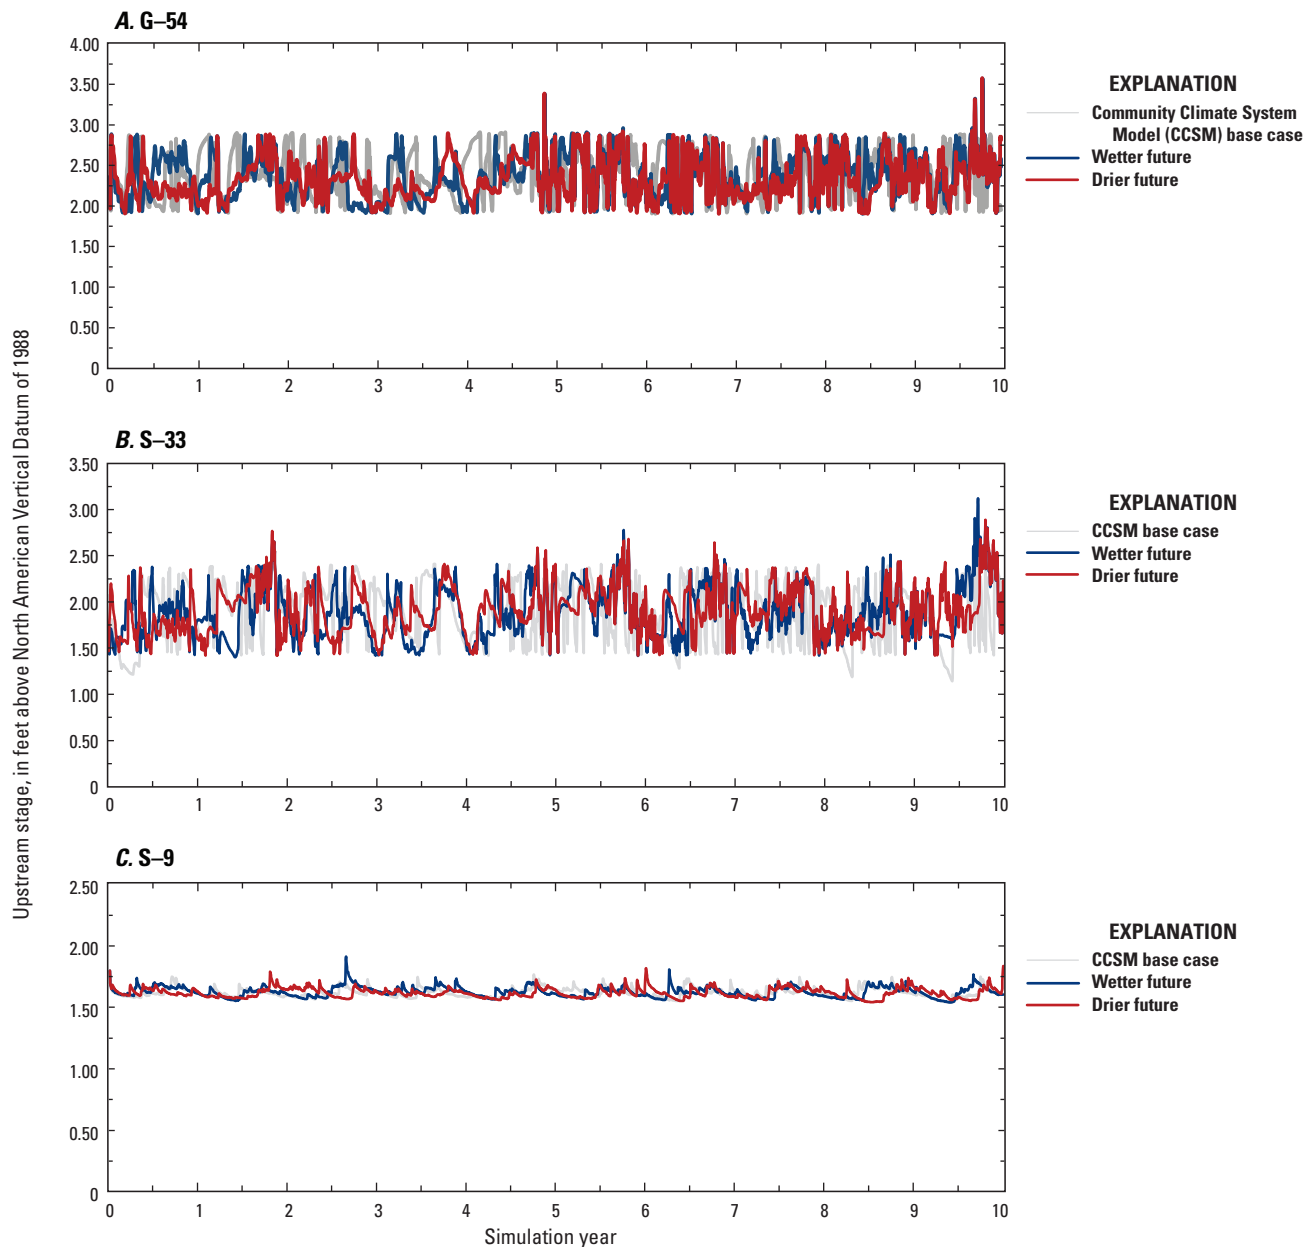 A. G–54
4.00
3.50
3.00
2.50
2.00
1.50
1.00
0.50
0
0 1 2 3 4 5 6 7 8 9 10
EXPLANATION
Community Climate System
Model (CCSM) base case
Wetter future
Drier future
Upstream stage, in feet above North American Vertical Datum of 1988
B. S–33
3.50
3.00
2.50
2.00
1.50
1.00
0.50
0
0 1 2 3 4 5 6 7 8 9 10
EXPLANATION
CCSM base case
Wetter future
Drier future
C. S–9
2.50
2.00
1.50
1.00
0.50
0
0 1 2 3 4 5 6 7 8 9 10
Simulation year
EXPLANATION
CCSM base case
Wetter future
Drier future